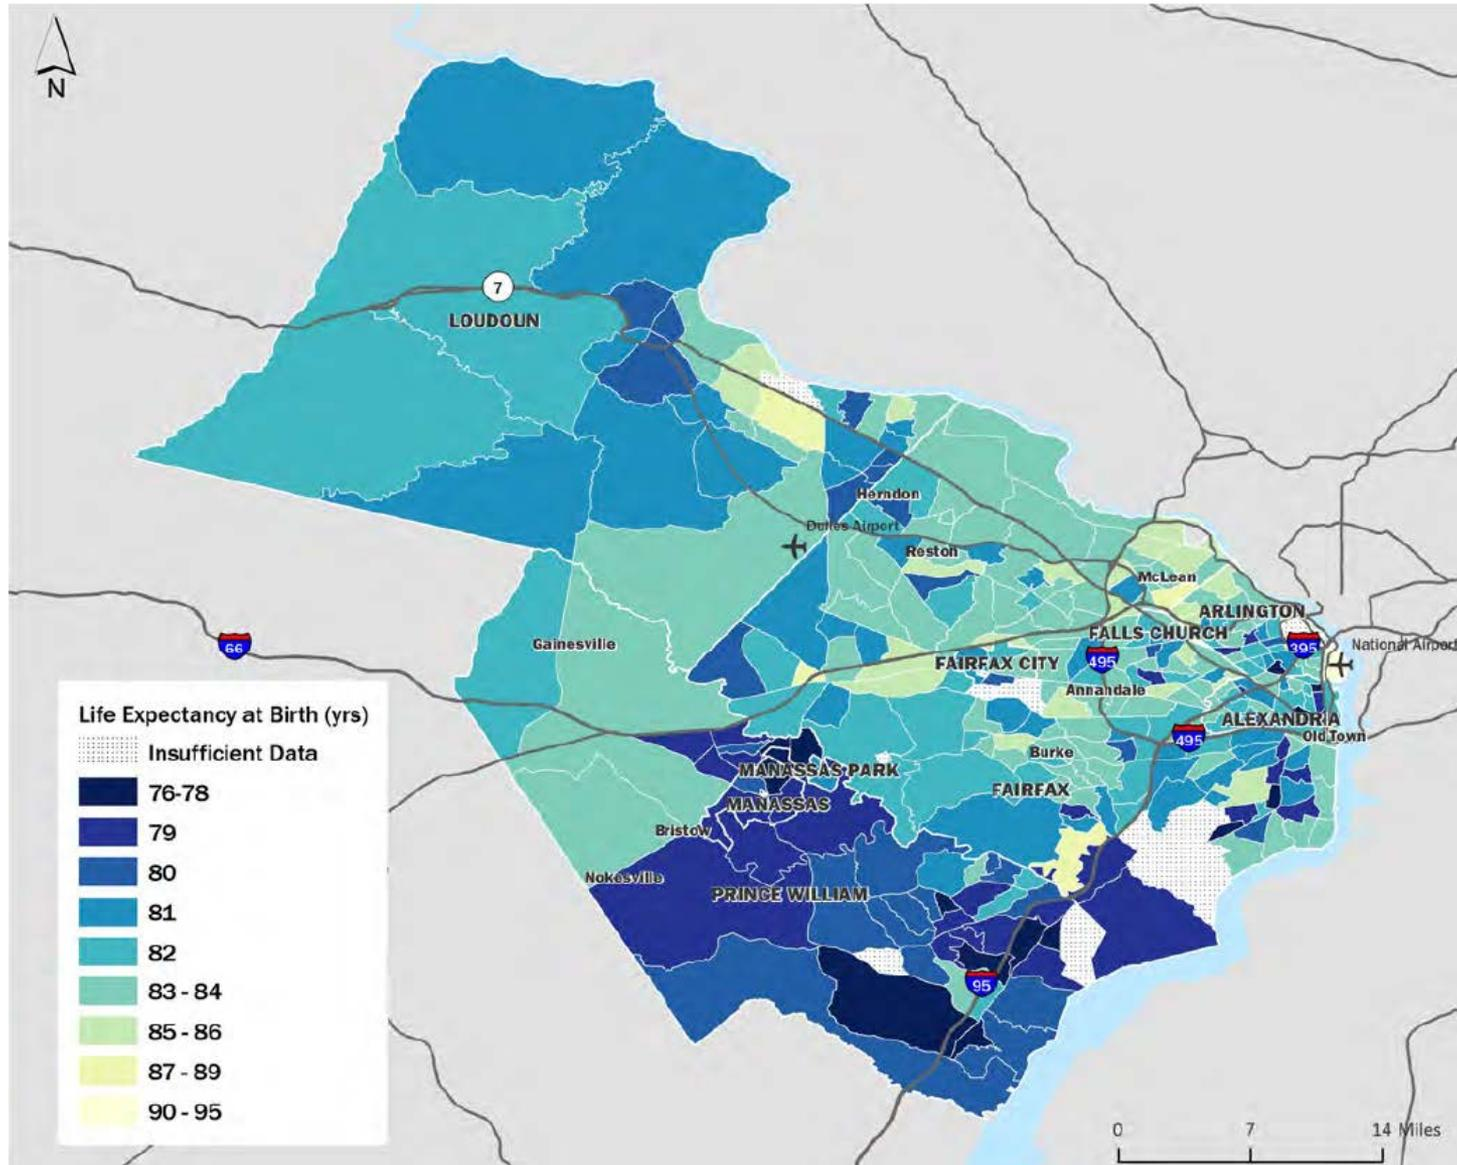 N
7
LOUDOUN
Herndon
Dulles Airport
Reston
McLean
ARLINGTON
FALLS CHURCH
Gainesville
66
FAIRFAX CITY
495
395
National Airport
Annandale
ALEXANDRIA
Old Town
495
Burke
MANASSAS PARK
FAIRFAX
MANASSAS
Bristow
Nokesville
PRINCE WILLIAM
95
Life Expectancy at Birth (yrs)
Insufficient Data
76-78
79
80
81
82
83 - 84
85 - 86
87 - 89
90 - 95
0 7 14 Miles